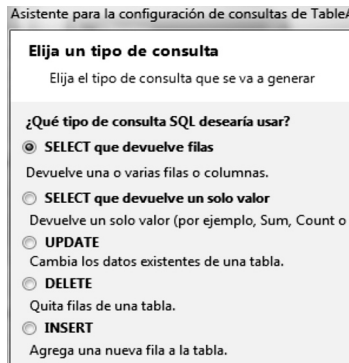 Asistente para la configuración de consultas de Table
Elija un tipo de consulta
Elija el tipo de consulta que se va a generar
¿Qué tipo de consulta SQL desearía usar?
SELECT que devuelve filas
Devuelve una o varias filas o columnas.
SELECT que devuelve un solo valor
Devuelve un solo valor (por ejemplo, Sum, Count o
UPDATE
Cambia los datos existentes de una tabla.
DELETE
Quita filas de una tabla.
INSERT
Agrega una nueva fila a la tabla.